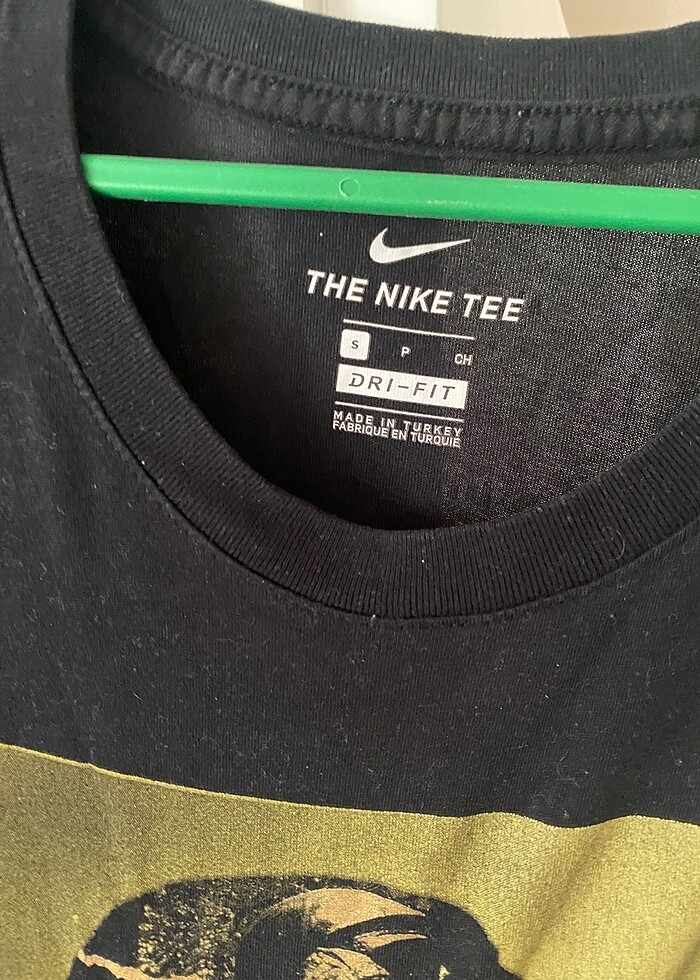 THE NIKE TEE
S P CH
DRI-FIT
MADE IN TURKEY
FABRIQUE EN TURQUIE